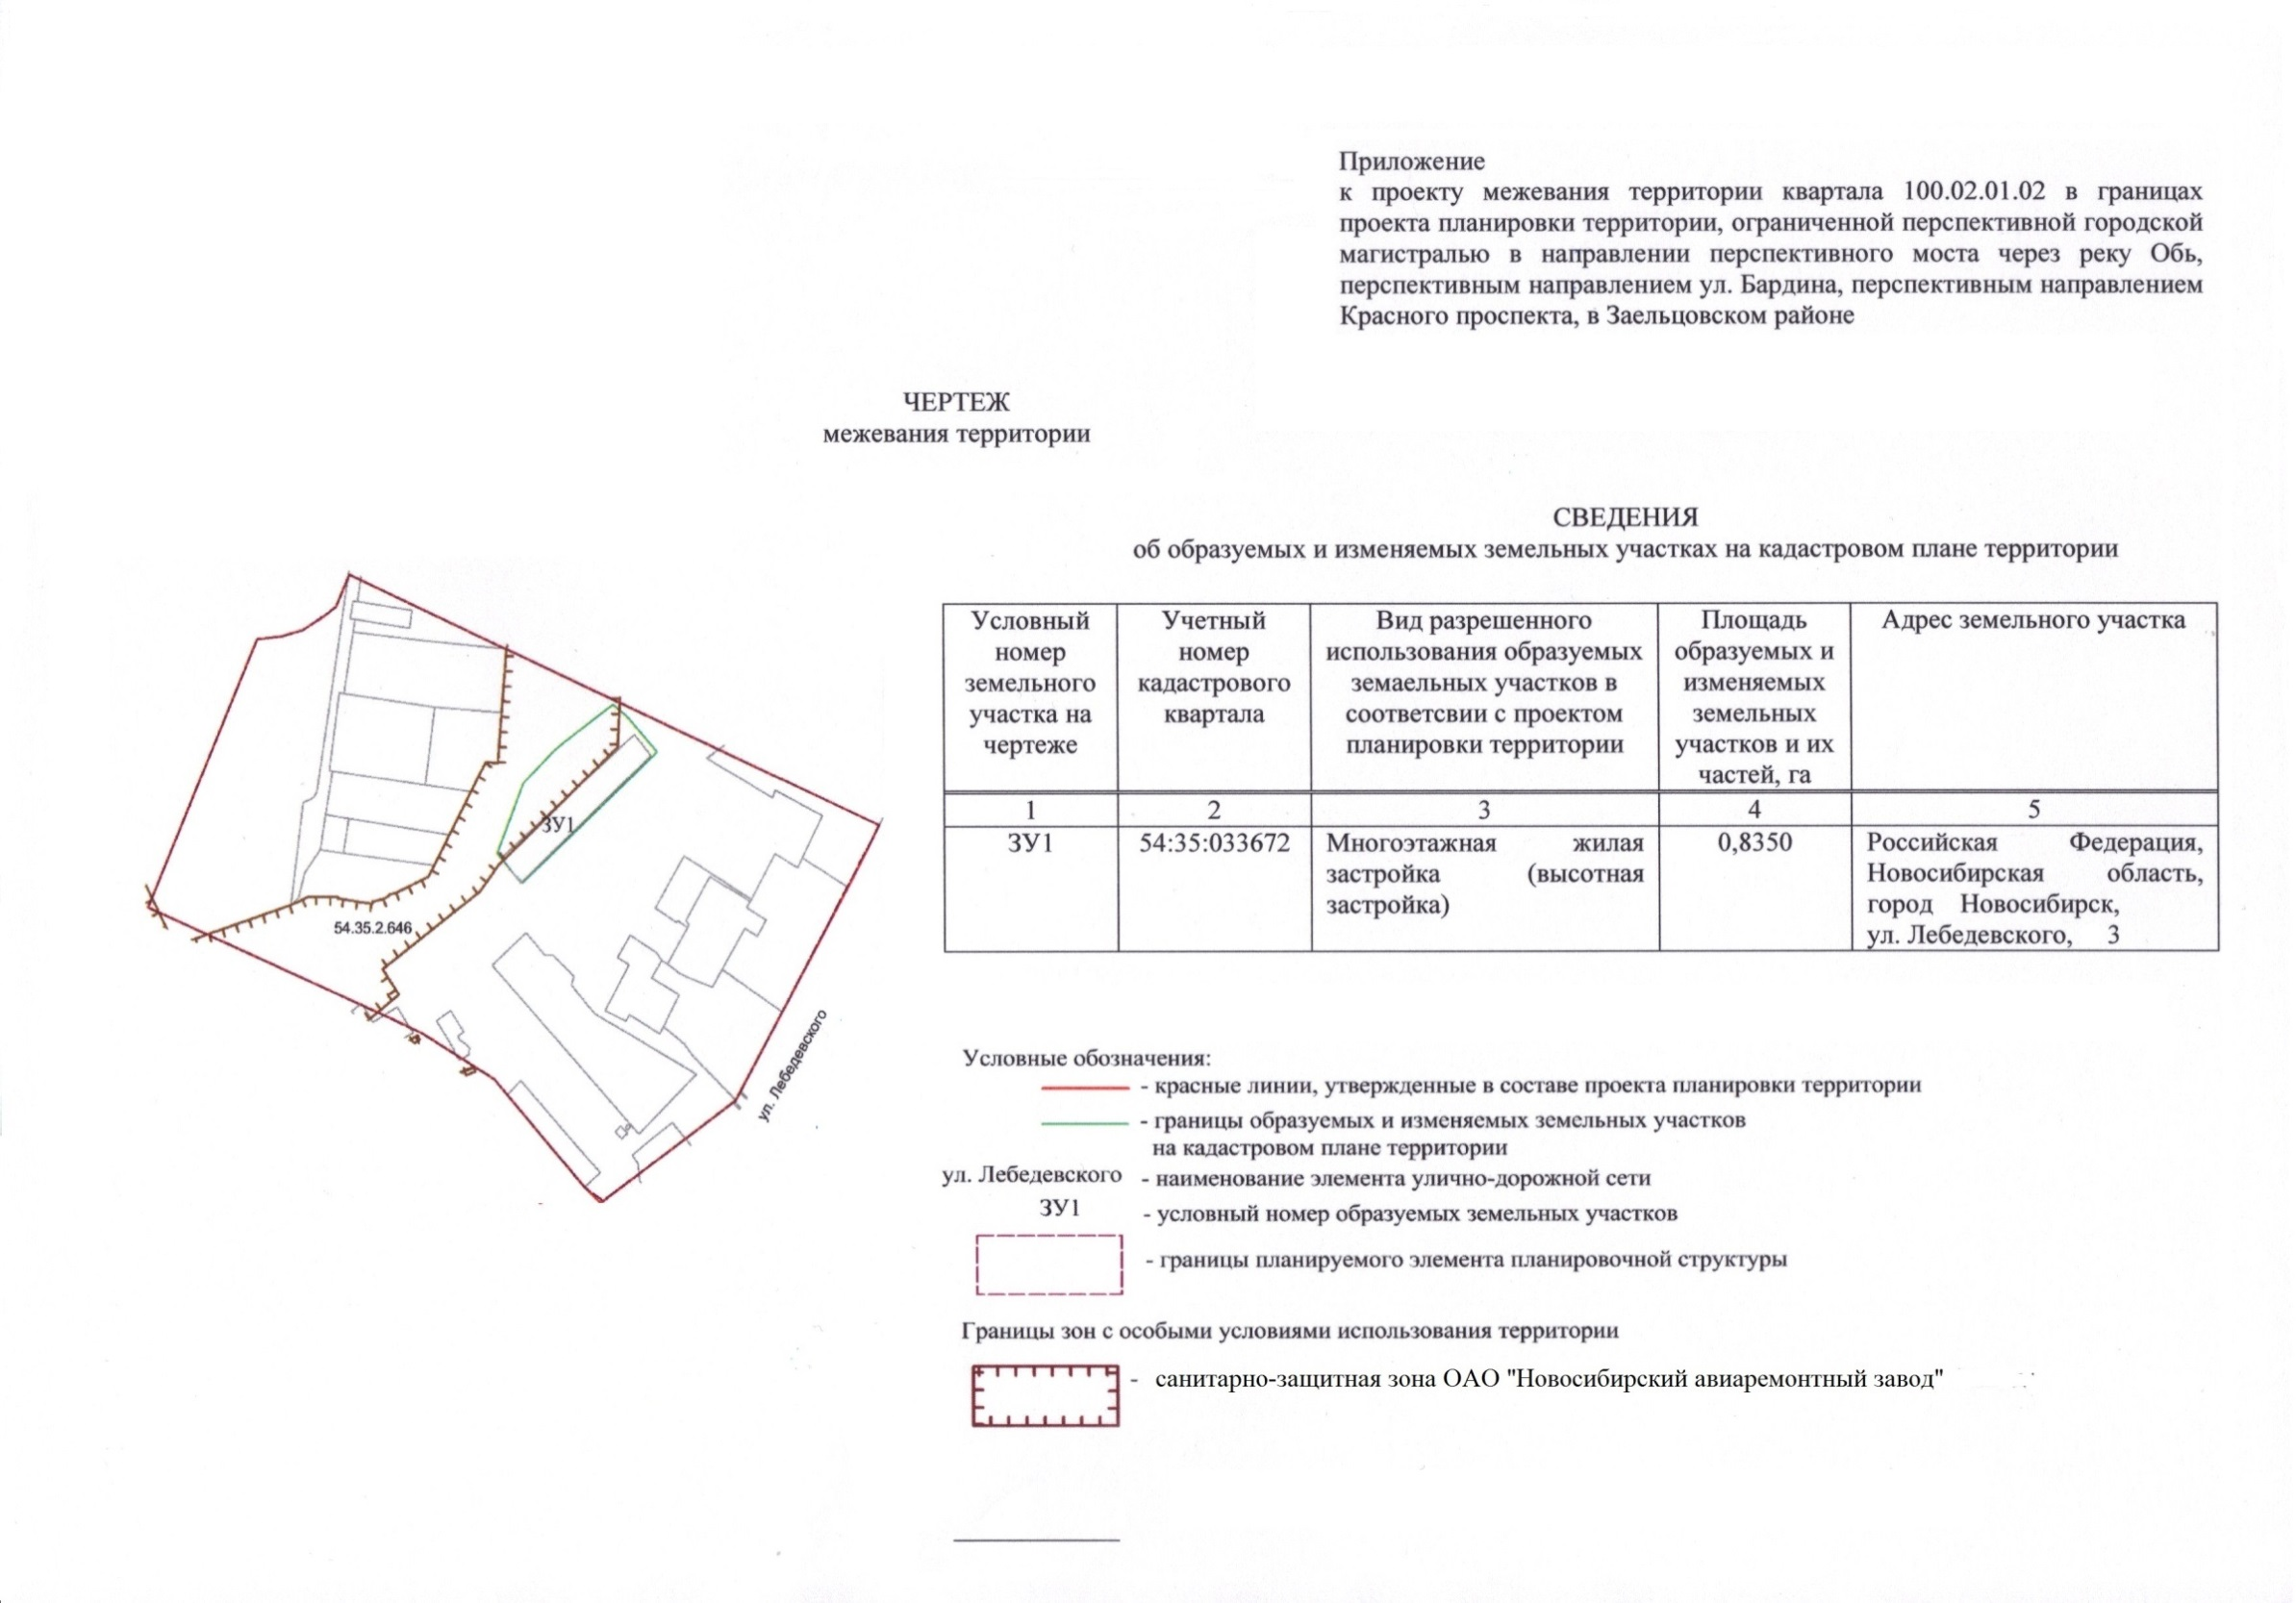 Приложение
к проекту межевания территории квартала 100.02.01.02 в границах
проекта планировки территории, ограниченной перспективной городской
магистралью в направлении перспективного моста через реку Обь,
перспективным направлением ул. Бардина, перспективным направлением
Красного проспекта, в Заельцовском районе
ЧЕРТЕЖ
межевания территории
СВЕДЕНИЯ
об образуемых и изменяемых земельных участках на кадастровом плане территории
Условный
номер
земельного
участка на
чертеже
Учетный
номер
кадастрового
квартала
Вид разрешенного
использования образуемых
земаельных участков в
соответсвии с проектом
планировки территории
Площадь
образуемых и
изменяемых
земельных
участков и их
частей, га
Адрес земельного участка
1
2
3
4
5
ЗУ1
54:35:033672
Многоэтажная жилая
застройка (высотная
застройка)
0,8350
Российская Федерация,
Новосибирская область,
город Новосибирск,
ул. Лебедевского, 3
ЗУ1
54.35.2.646
ул. Лебедевского
Условные обозначения:
- красные линии, утвержденные в составе проекта планировки территории
- границы образуемых и изменяемых земельных участков
на кадастровом плане территории
ул. Лебедевского - наименование элемента улично-дорожной сети
ЗУ1 - условный номер образуемых земельных участков
- границы планируемого элемента планировочной структуры
Границы зон с особыми условиями использования территории
- санитарно-защитная зона ОАО "Новосибирский авиаремонтный завод"